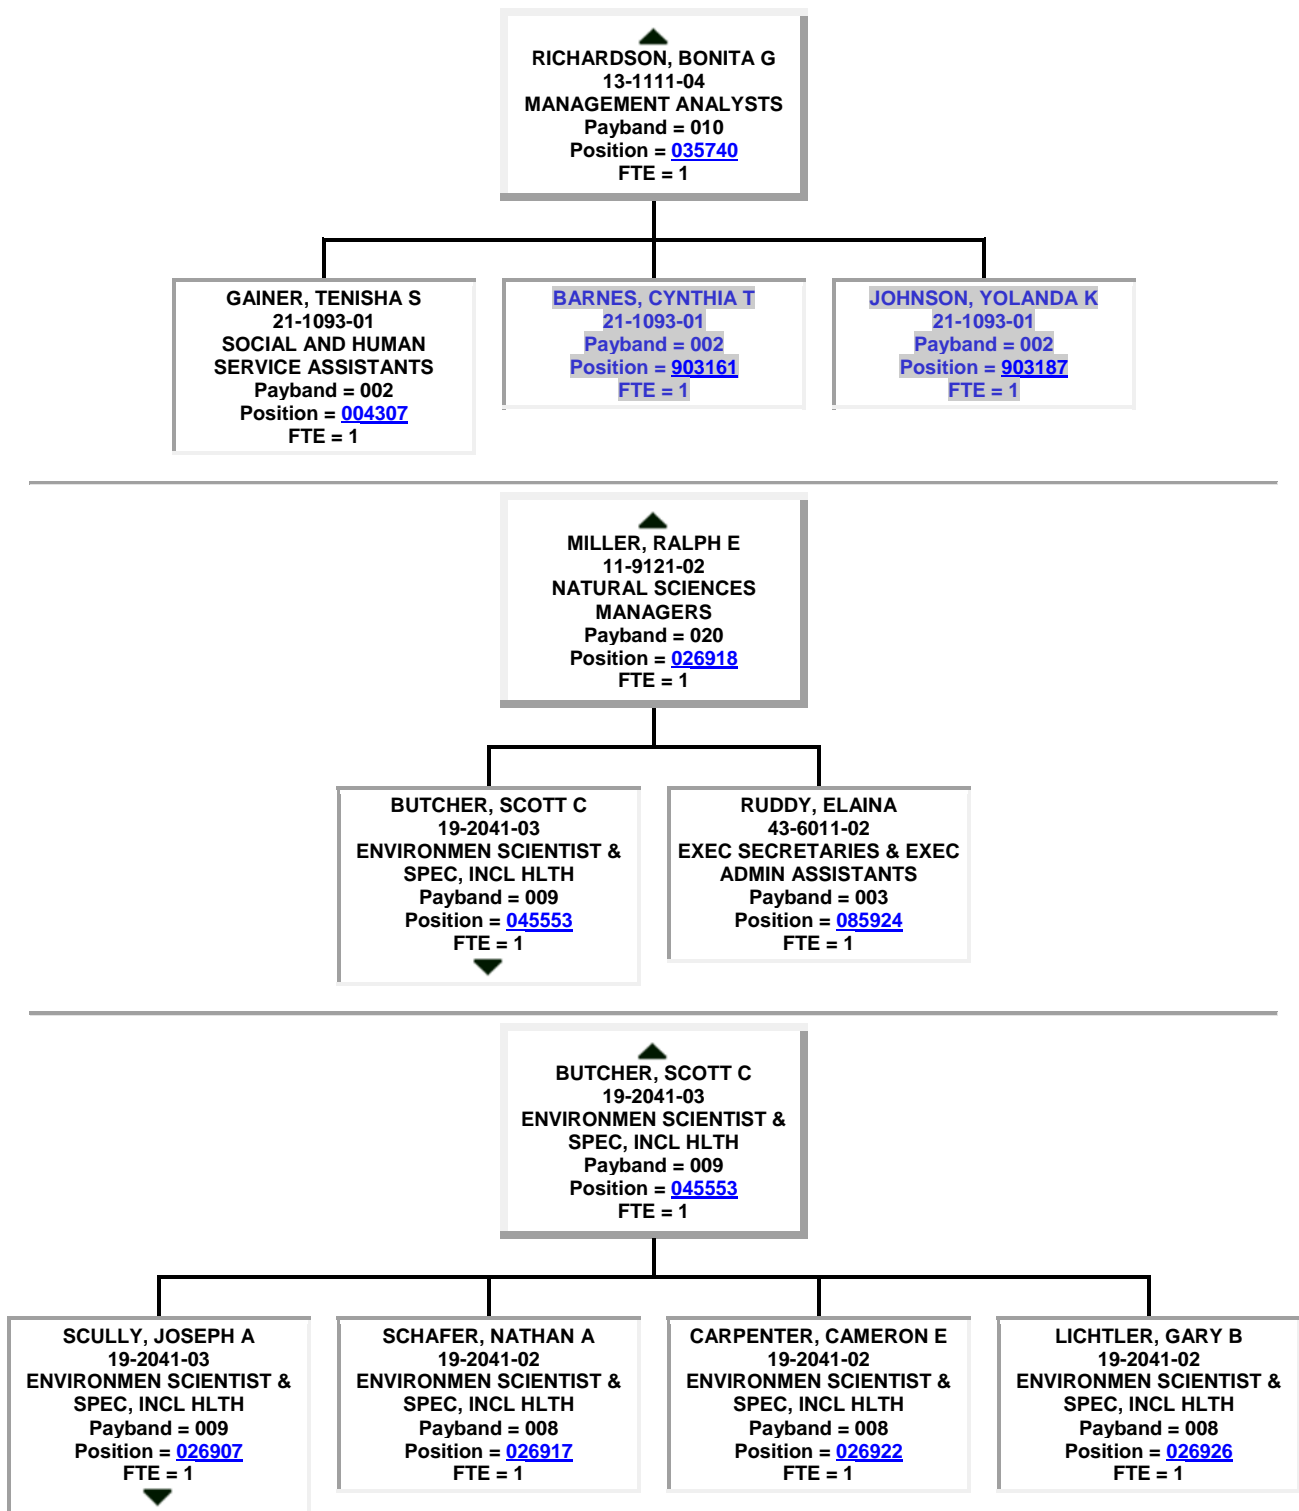 RICHARDSON, BONITA G
13-1111-04
MANAGEMENT ANALYSTS
Payband = 010
Position = 035740
FTE = 1
GAINER, TENISHA S
21-1093-01
SOCIAL AND HUMAN
SERVICE ASSISTANTS
Payband = 002
Position = 004307
FTE = 1
BARNES, CYNTHIA T
21-1093-01
Payband = 002
Position = 903161
FTE = 1
JOHNSON, YOLANDA K
21-1093-01
Payband = 002
Position = 903187
FTE = 1
MILLER, RALPH E
11-9121-02
NATURAL SCIENCES
MANAGERS
Payband = 020
Position = 026918
FTE = 1
BUTCHER, SCOTT C
19-2041-03
ENVIRONMEN SCIENTIST &
SPEC, INCL HLTH
Payband = 009
Position = 045553
FTE = 1
RUDDY, ELAINA
43-6011-02
EXEC SECRETARIES & EXEC
ADMIN ASSISTANTS
Payband = 003
Position = 085924
FTE = 1
BUTCHER, SCOTT C
19-2041-03
ENVIRONMEN SCIENTIST &
SPEC, INCL HLTH
Payband = 009
Position = 045553
FTE = 1
SCULLY, JOSEPH A
19-2041-03
ENVIRONMEN SCIENTIST &
SPEC, INCL HLTH
Payband = 009
Position = 026907
FTE = 1
SCHAFER, NATHAN A
19-2041-02
ENVIRONMEN SCIENTIST &
SPEC, INCL HLTH
Payband = 008
Position = 026917
FTE = 1
CARPENTER, CAMERON E
19-2041-02
ENVIRONMEN SCIENTIST &
SPEC, INCL HLTH
Payband = 008
Position = 026922
FTE = 1
LICHTLER, GARY B
19-2041-02
ENVIRONMEN SCIENTIST &
SPEC, INCL HLTH
Payband = 008
Position = 026926
FTE = 1